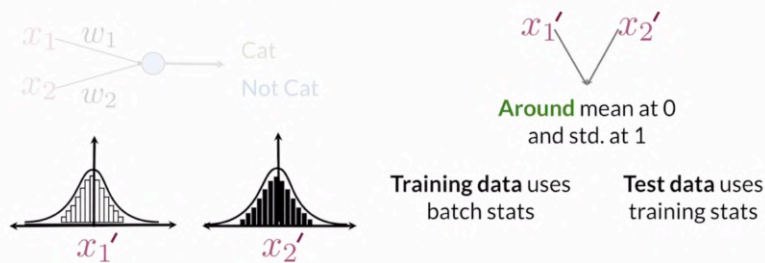 x₁ w₁
x₂ w₂
Cat
Not Cat
x₁′
x₂′
x₁′ x₂′
Around mean at 0
and std. at 1
Training data uses
batch stats
Test data uses
training stats